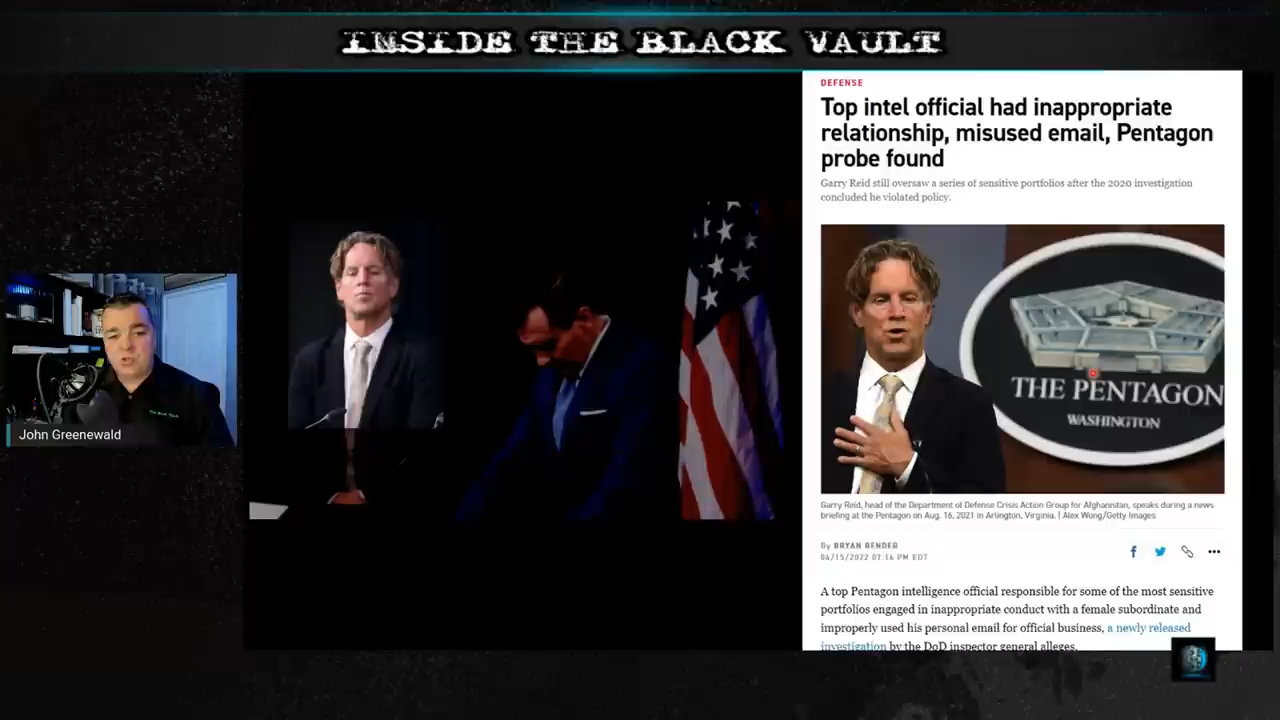 INSIDE THE BLACK VAULT
DEFENSE
Top intel official had inappropriate
relationship, misused email, Pentagon
probe found
Garry Reid still oversaw a series of sensitive portfolios after the 2020 investigation
concluded he violated policy.
THE PENTAGON
WASHINGTON
Garry Reid, head of the Department of Defense Crisis Action Group for Afghanistan, speaks during a news
briefing at the Pentagon on Aug. 16, 2021 in Arlington, Virginia. | Alex Wong/Getty Images
By BRYAN BENDER
04/15/2022 07:14 PM EDT
A top Pentagon intelligence official responsible for some of the most sensitive
portfolios engaged in inappropriate conduct with a female subordinate and
improperly used his personal email for official business, a newly released
investigation by the DoD inspector general alleges.
John Greenewald